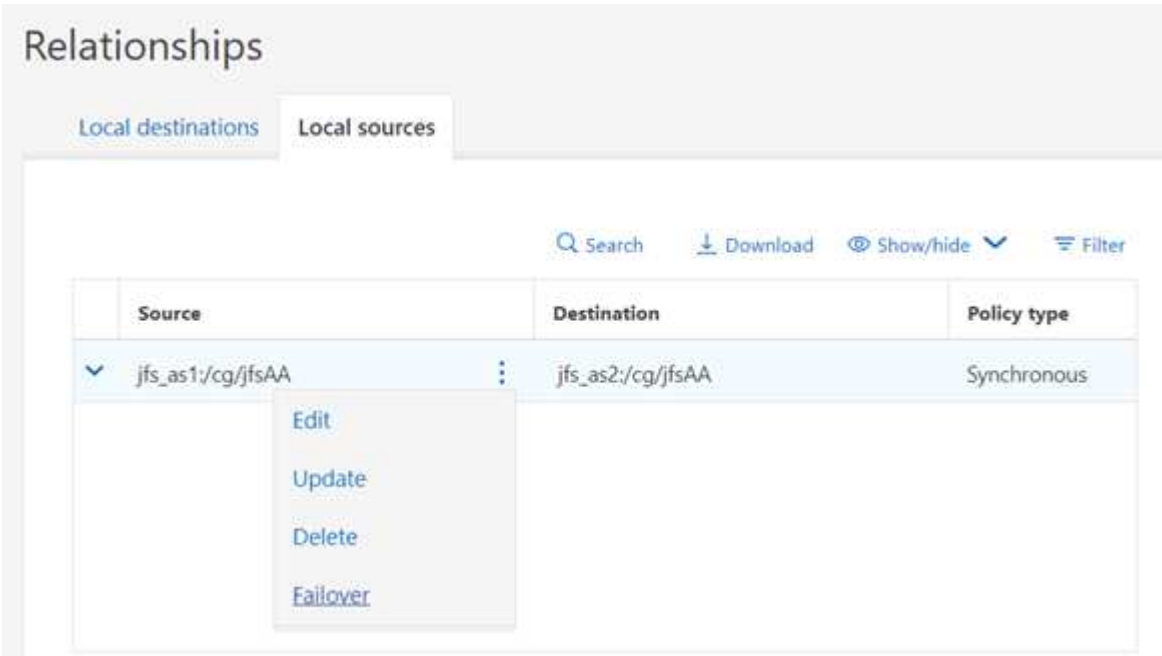 Relationships
Local destinations Local sources
Search Download Show/hide Filter
Source Destination Policy type
jfs_as1:/cg/jfsAA jfs_as2:/cg/jfsAA Synchronous
Edit
Update
Delete
Failover